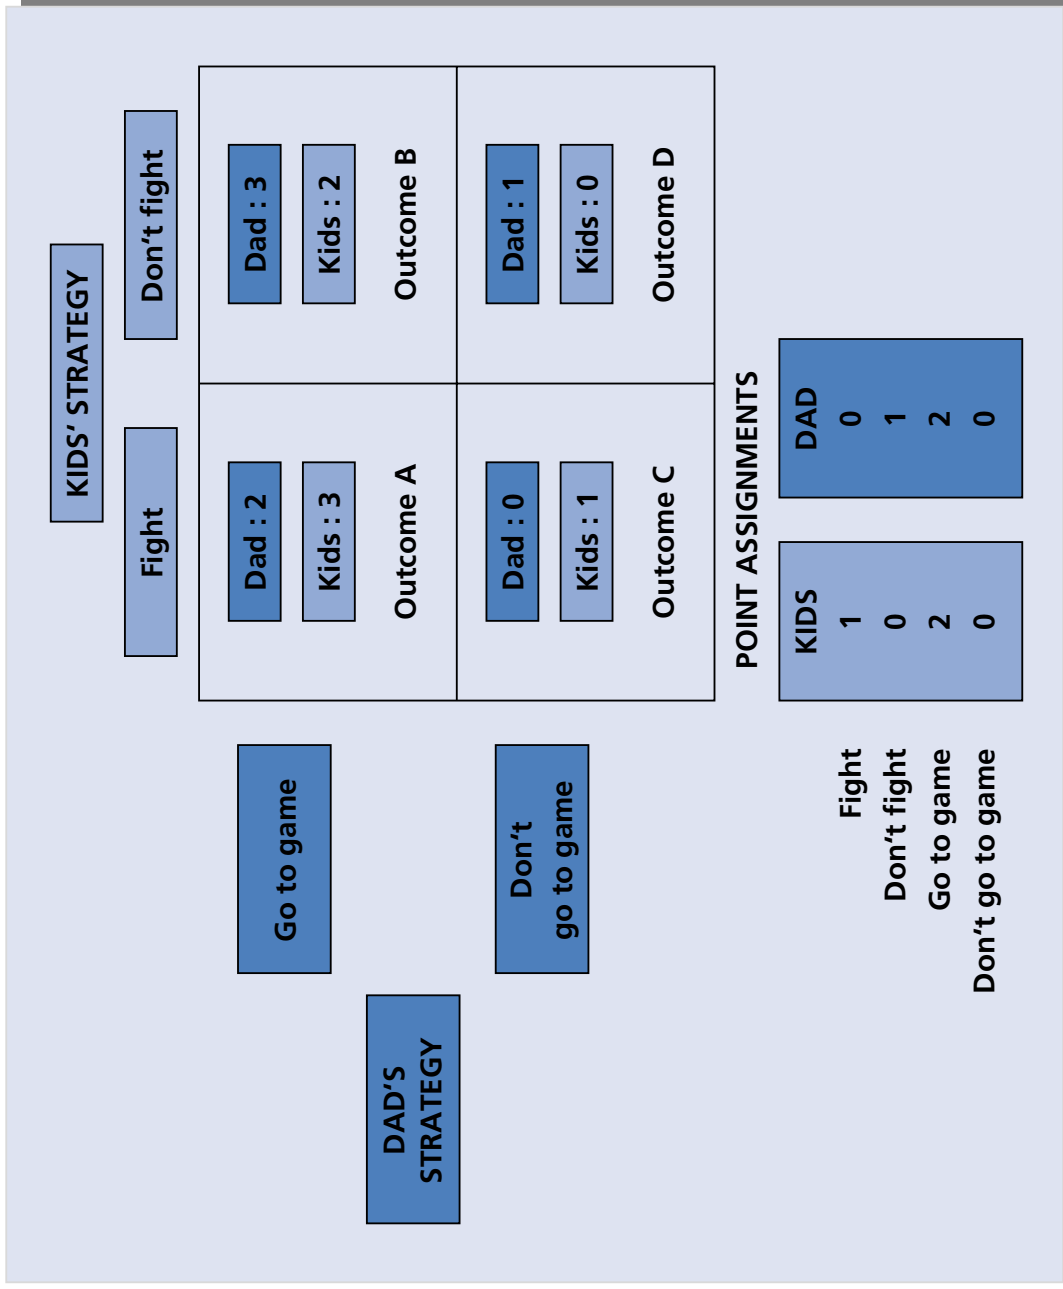 KIDS’ STRATEGY
Fight
Don‘t fight
DAD‘S
STRATEGY
Go to game
Dad : 2
Kids : 3
Outcome A
Dad : 3
Kids : 2
Outcome B
Don‘t
go to game
Dad : 0
Kids : 1
Outcome C
Dad : 1
Kids : 0
Outcome D
POINT ASSIGNMENTS
KIDS DAD
Fight 1 0
Don‘t fight 0 1
Go to game 2 2
Don‘t go to game 0 0